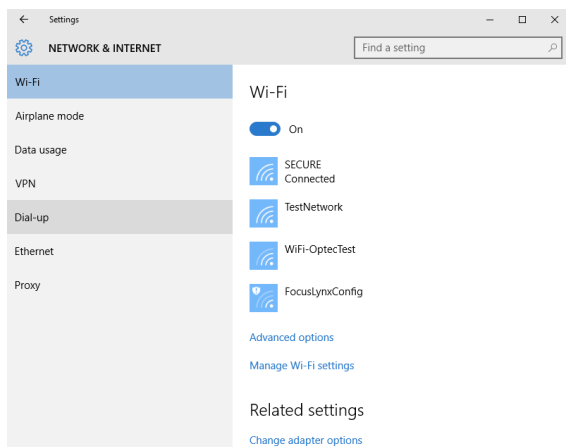 Settings
NETWORK & INTERNET
Find a setting
Wi-Fi
Airplane mode
Data usage
VPN
Dial-up
Ethernet
Proxy
Wi-Fi
On
SECURE
Connected
TestNetwork
WiFi-OptecTest
FocusLynxConfig
Advanced options
Manage Wi-Fi settings
Related settings
Change adapter options